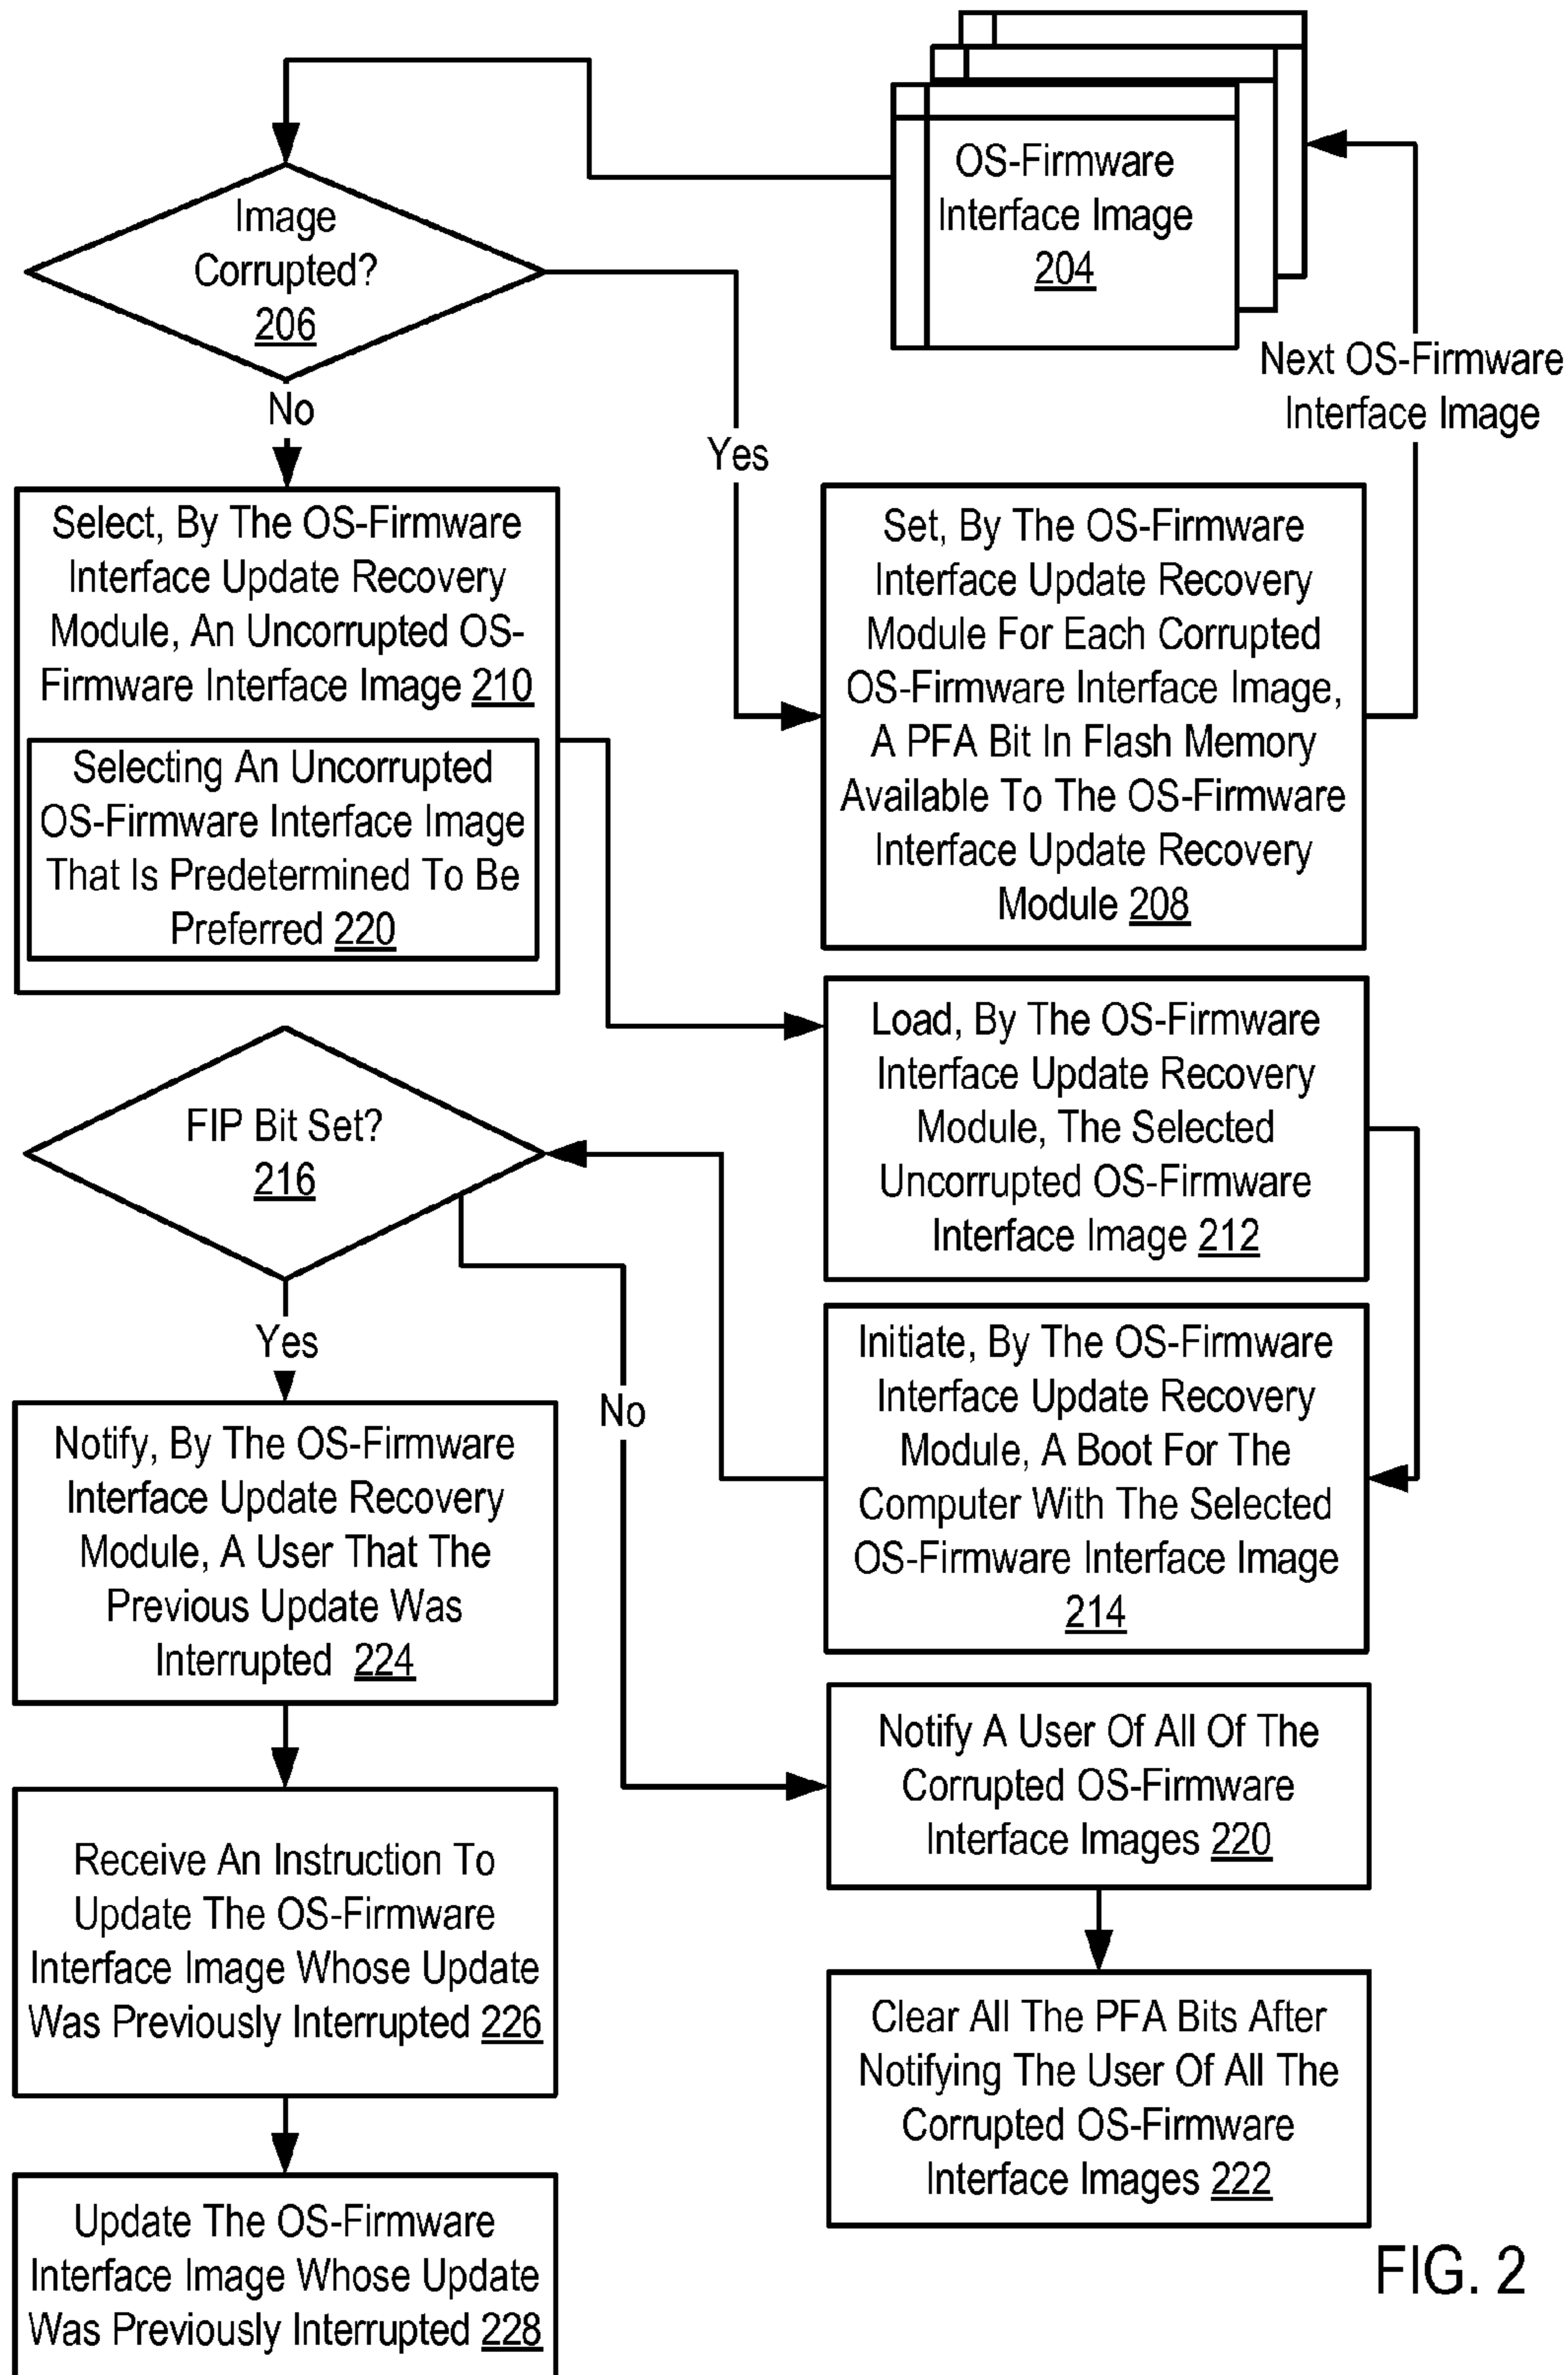 OS-Firmware
Interface Image
204
Image
Corrupted?
206
No
Yes
Next OS-Firmware
Interface Image
Select, By The OS-Firmware
Interface Update Recovery
Module, An Uncorrupted OS-
Firmware Interface Image 210
Selecting An Uncorrupted
OS-Firmware Interface Image
That Is Predetermined To Be
Preferred 220
Set, By The OS-Firmware
Interface Update Recovery
Module For Each Corrupted
OS-Firmware Interface Image,
A PFA Bit In Flash Memory
Available To The OS-Firmware
Interface Update Recovery
Module 208
Load, By The OS-Firmware
Interface Update Recovery
Module, The Selected
Uncorrupted OS-Firmware
Interface Image 212
Initiate, By The OS-Firmware
Interface Update Recovery
Module, A Boot For The
Computer With The Selected
OS-Firmware Interface Image
214
FIP Bit Set?
216
Yes
No
Notify, By The OS-Firmware
Interface Update Recovery
Module, A User That The
Previous Update Was
Interrupted 224
Receive An Instruction To
Update The OS-Firmware
Interface Image Whose Update
Was Previously Interrupted 226
Update The OS-Firmware
Interface Image Whose Update
Was Previously Interrupted 228
Notify A User Of All Of The
Corrupted OS-Firmware
Interface Images 220
Clear All The PFA Bits After
Notifying The User Of All The
Corrupted OS-Firmware
Interface Images 222
FIG. 2